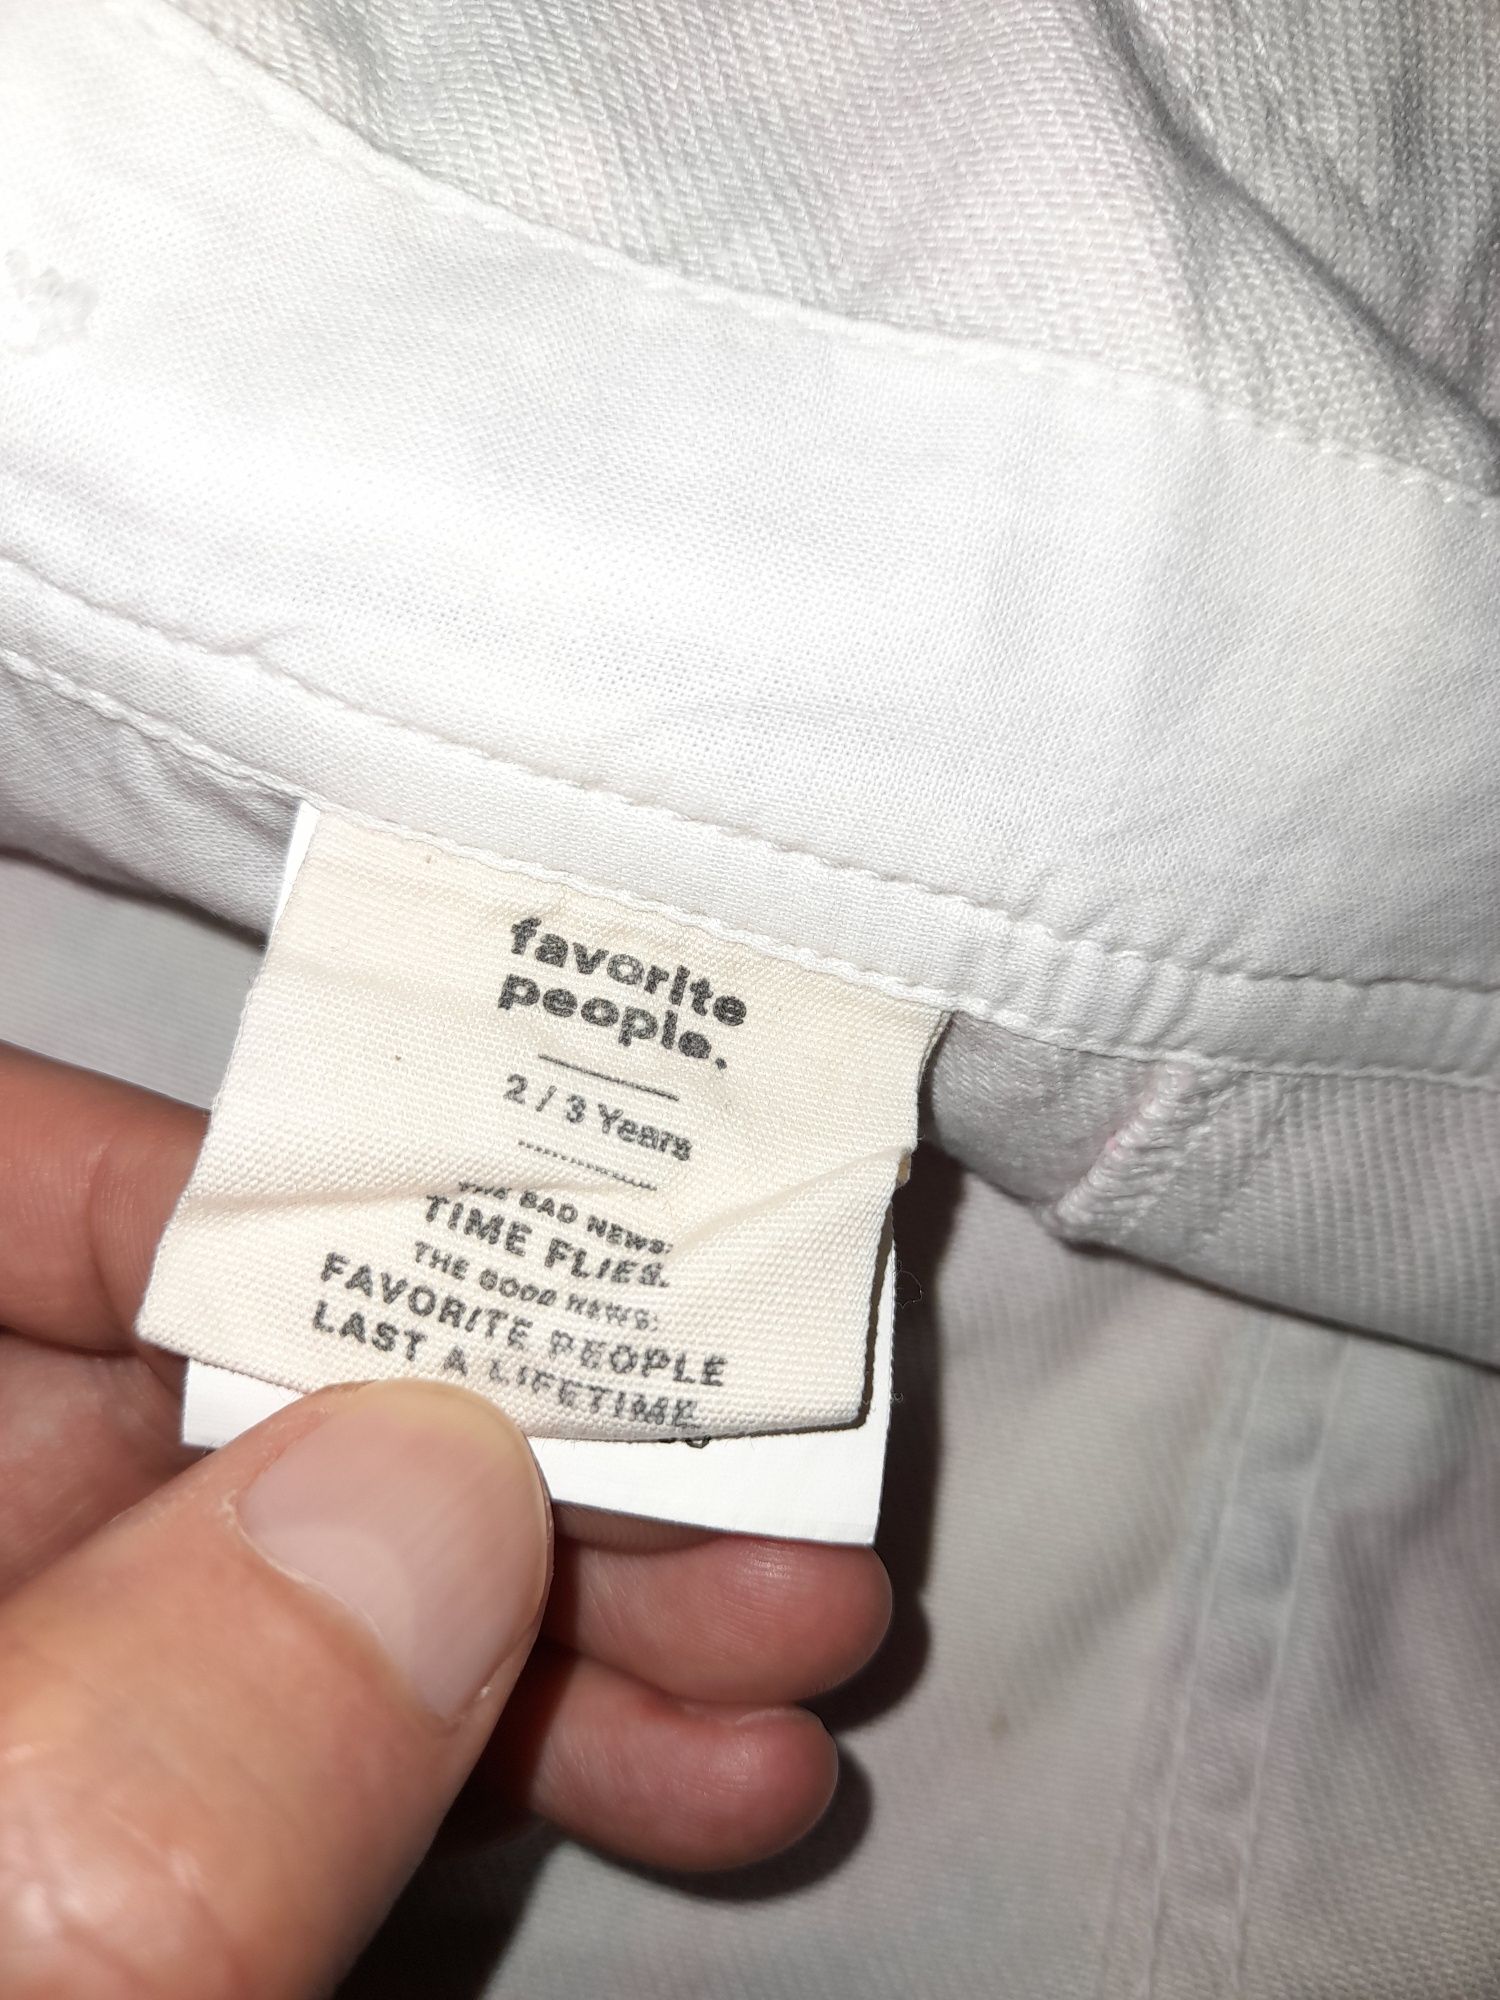 favorite
people.
2 / 3 Years
THE BAD NEWS:
TIME FLIES.
THE GOOD NEWS:
FAVORITE PEOPLE
LAST A LIFETIME